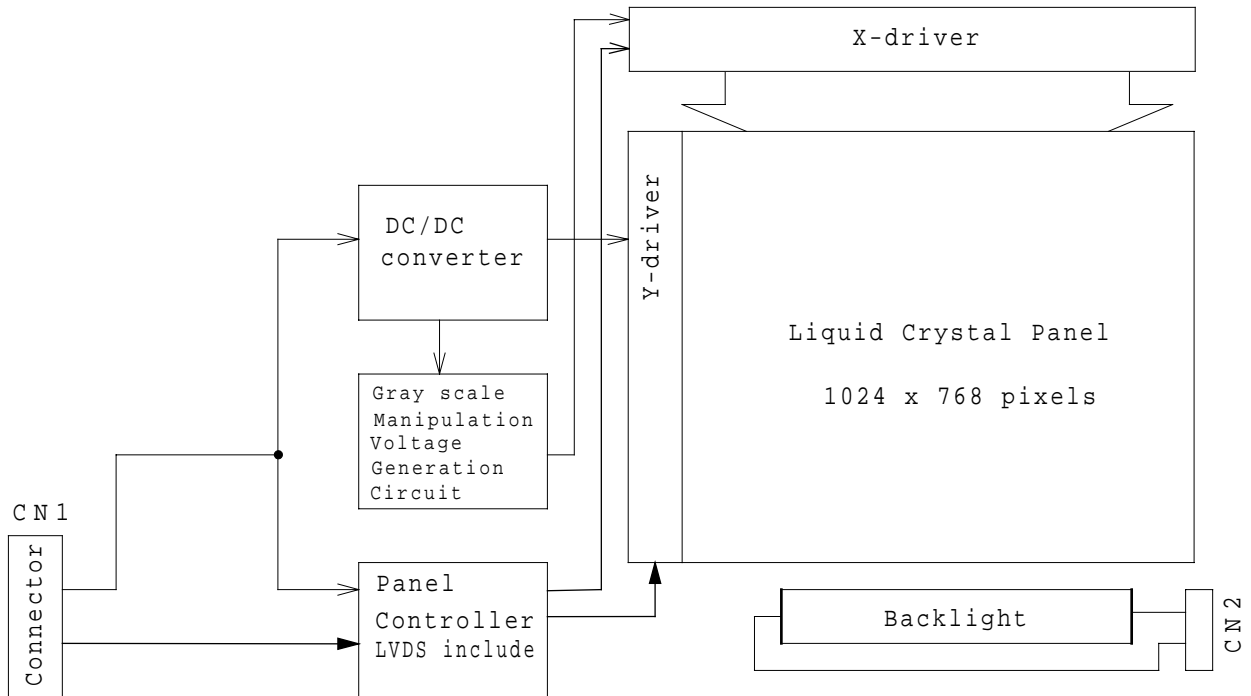 X-driver
Y-driver
DC/DC
converter
Liquid Crystal Panel
1024 x 768 pixels
Gray scale
Manipulation
Voltage
Generation
Circuit
CN1
Connector
Panel
Controller
LVDS include
Backlight
CN2